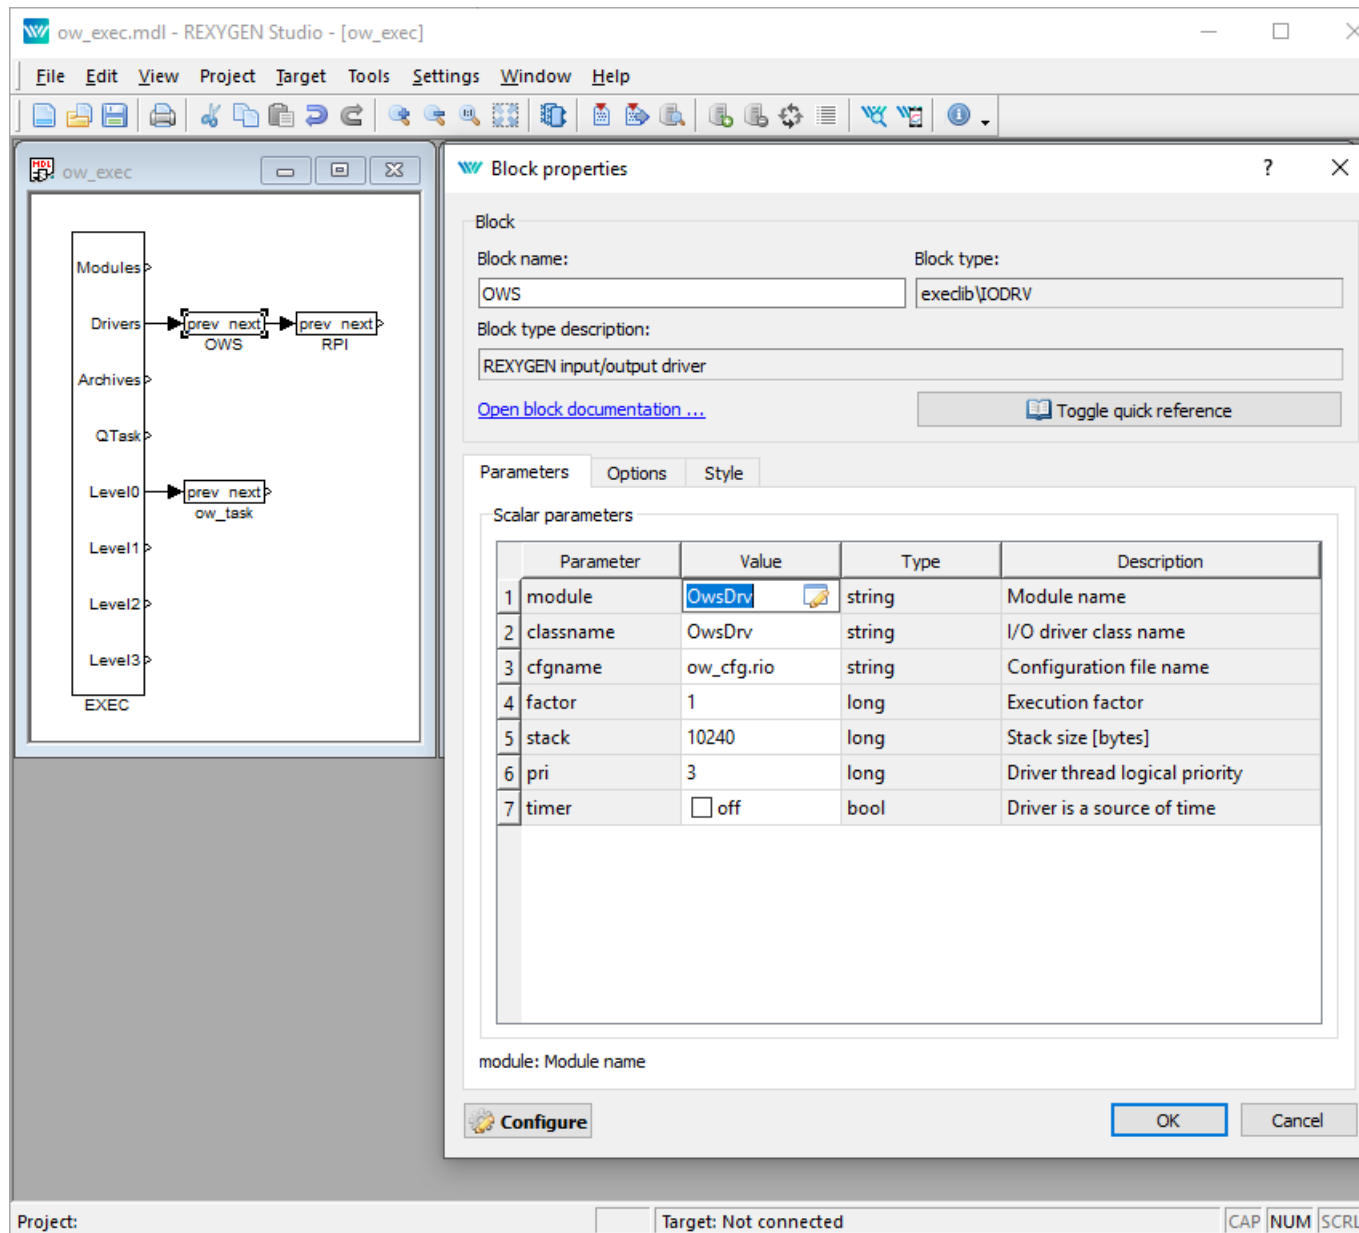 ow_exec.mdl - REXYGEN Studio - [ow_exec]
File Edit View Project Target Tools Settings Window Help
ow_exec
Modules
Drivers prev next prev next
OWS RPI
Archives
QTask
Level0 prev next
ow_task
Level1
Level2
Level3
EXEC
Block properties ?
Block
Block name: Block type:
OWS execlib\IODRV
Block type description:
REXYGEN input/output driver
Open block documentation ... Toggle quick reference
Parameters Options Style
Scalar parameters
Parameter Value Type Description
1 module OwsDrv string Module name
2 classname OwsDrv string I/O driver class name
3 cfgname ow_cfg.rio string Configuration file name
4 factor 1 long Execution factor
5 stack 10240 long Stack size [bytes]
6 pri 3 long Driver thread logical priority
7 timer off bool Driver is a source of time
module: Module name
Configure OK Cancel
Project: Target: Not connected CAP NUM SCRL